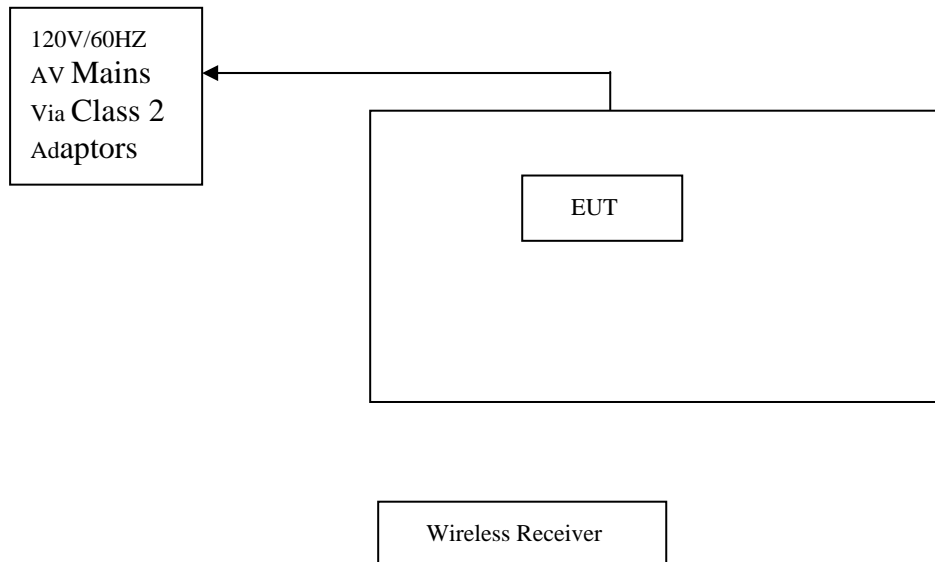 120V/60HZ
AV Mains
Via Class 2
Adaptors
EUT
Wireless Receiver